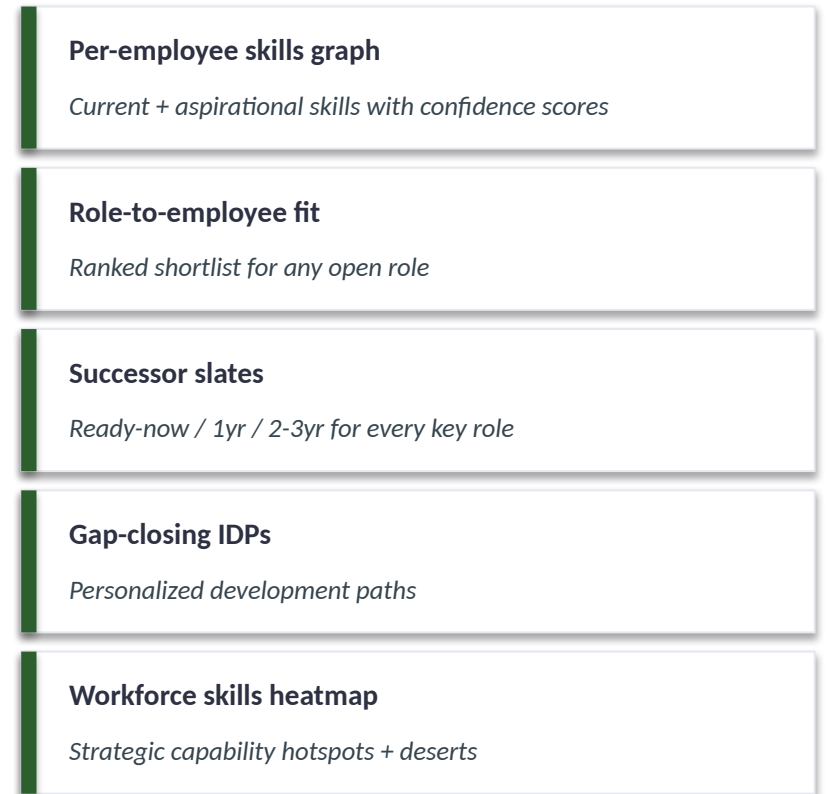 Per-employee skills graph
Current + aspirational skills with confidence scores
Role-to-employee fit
Ranked shortlist for any open role
Successor slates
Ready-now / 1yr / 2-3yr for every key role
Gap-closing IDPs
Personalized development paths
Workforce skills heatmap
Strategic capability hotspots + deserts